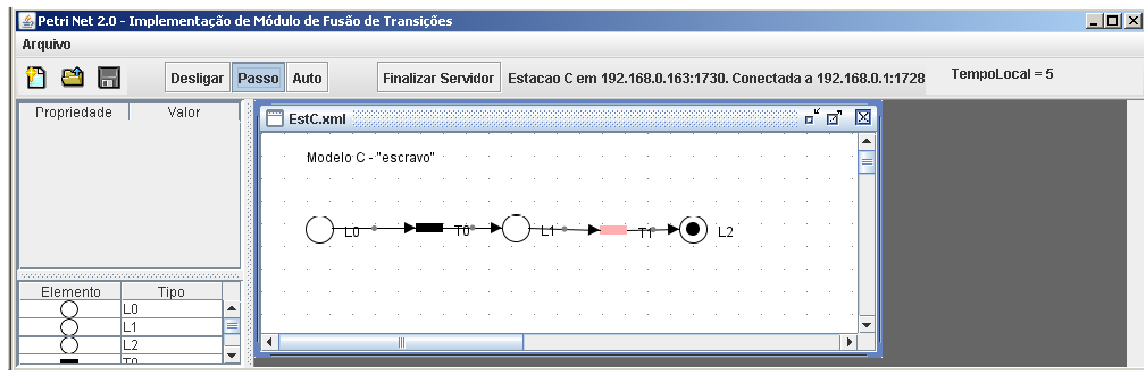 Petri Net 2.0 - Implementação de Módulo de Fusão de Transições
Arquivo
Desligar Passo Auto Finalizar Servidor Estacao C em 192.168.0.163:1730. Conectada a 192.168.0.1:1728 TempoLocal = 5
Propriedade Valor
EstC.xml
Modelo C - "escravo"
L0 T0 L1 T1 L2
Elemento Tipo
L0
L1
L2
T0